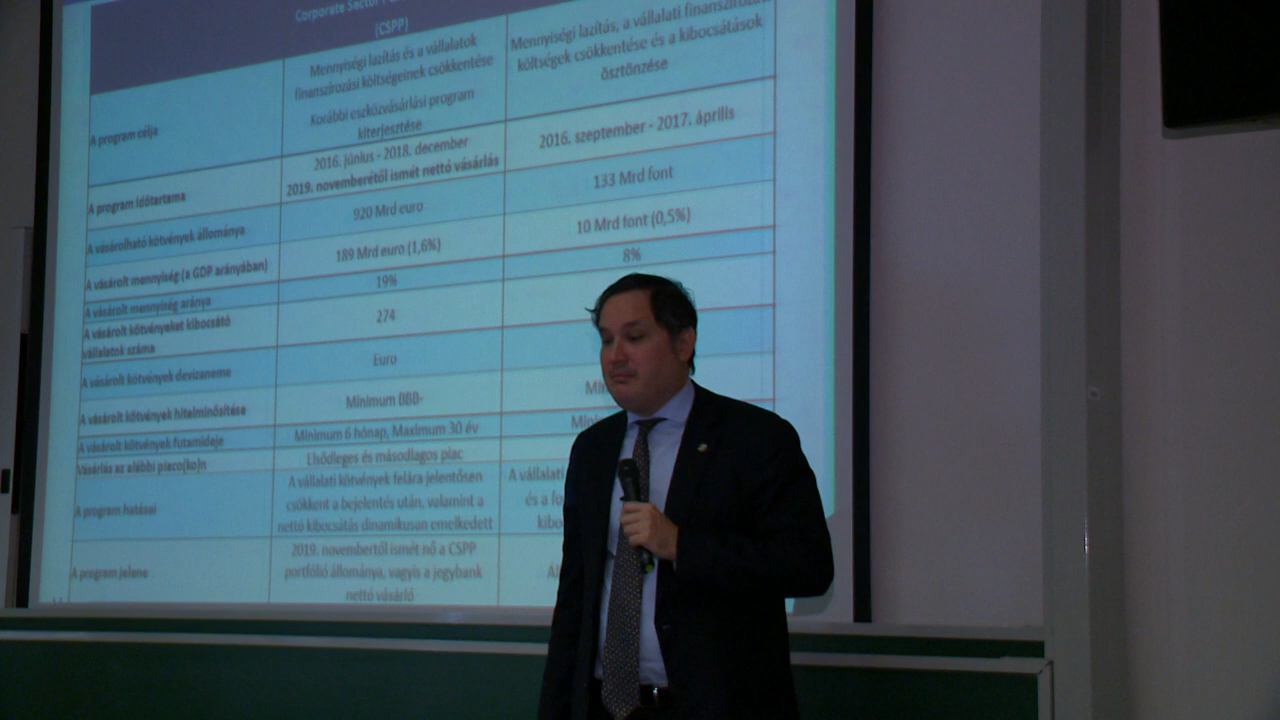 Corporate Sector
(CSPP)
A program célja
Mennyiségi lazítás és a vállalatok
finanszírozási költségeinek csökkentése
Korábbi eszközvásárlási program
kiterjesztése
Mennyiségi lazítás, a vállalati
költségek csökkentése és a kibocsátások
ösztönzése
A program időtartama
2016. június - 2018. december
2019. novemberétől ismét nettó vásárlás
2016. szeptember - 2017. április
A vásárolható kötvények állománya
920 Mrd euro
133 Mrd font
A vásárolt mennyiség (a GDP arányában)
189 Mrd euro (1,6%)
10 Mrd font (0,5%)
A vásárolt mennyiség aránya
19%
8%
A vásárolt kötvényeket kibocsátó
vállalatok száma
274
A vásárolt kötvények devizaneme
Euro
A vásárolt kötvények hitelminősítése
Minimum BBB-
A vásárolt kötvények futamideje
Minimum 6 hónap, Maximum 30 év
Vásárlás az alábbi piaco(ko)n
Elsődleges és másodlagos piac
A program hatásai
A vállalati kötvények felára jelentősen
csökkent a bejelentés után, valamint a
nettó kibocsátás dinamikusan emelkedett
A vállalati
és a
A program jelene
2019. novembertől ismét nő a CSPP
portfólió állománya, vagyis a jegybank
nettó vásárló